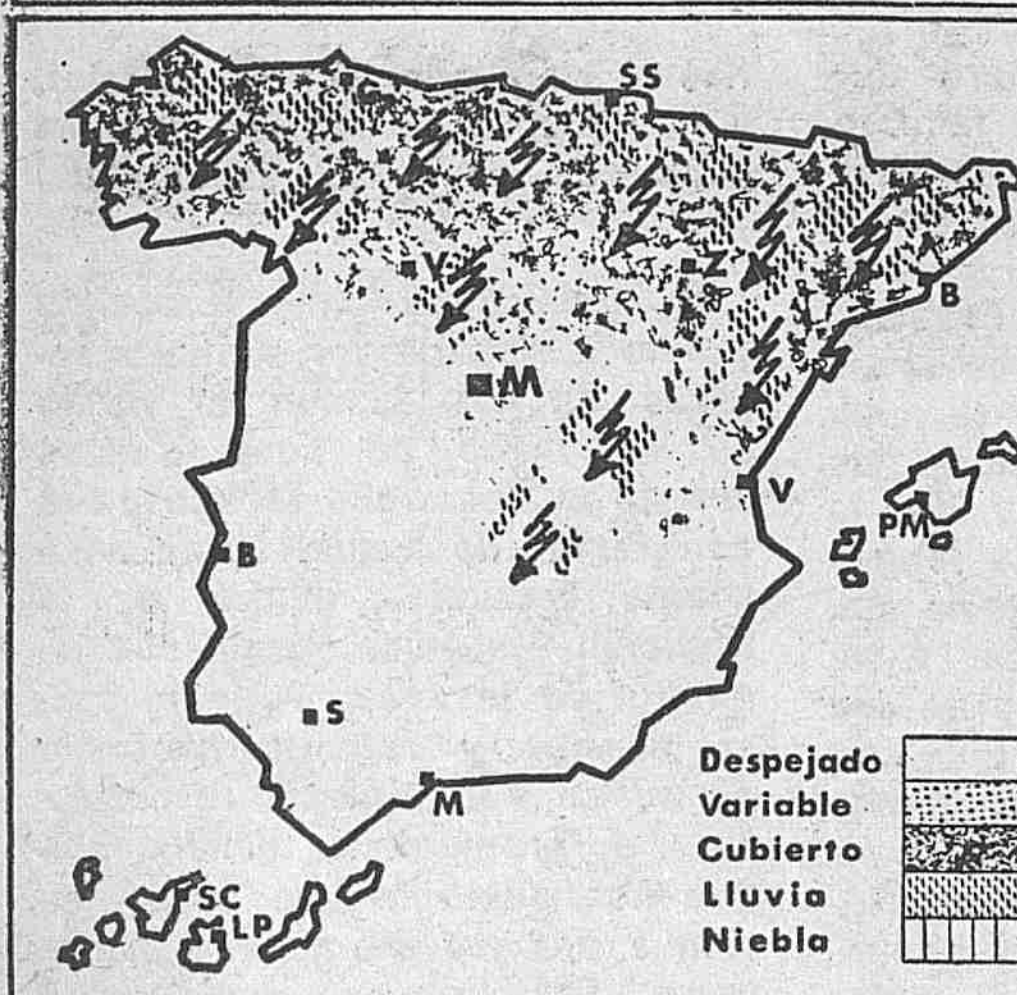 SS
V
Z
B
M
V
PM
B
S
M
SC
LP
Despejado
Variable
Cubierto
Lluvia
Niebla